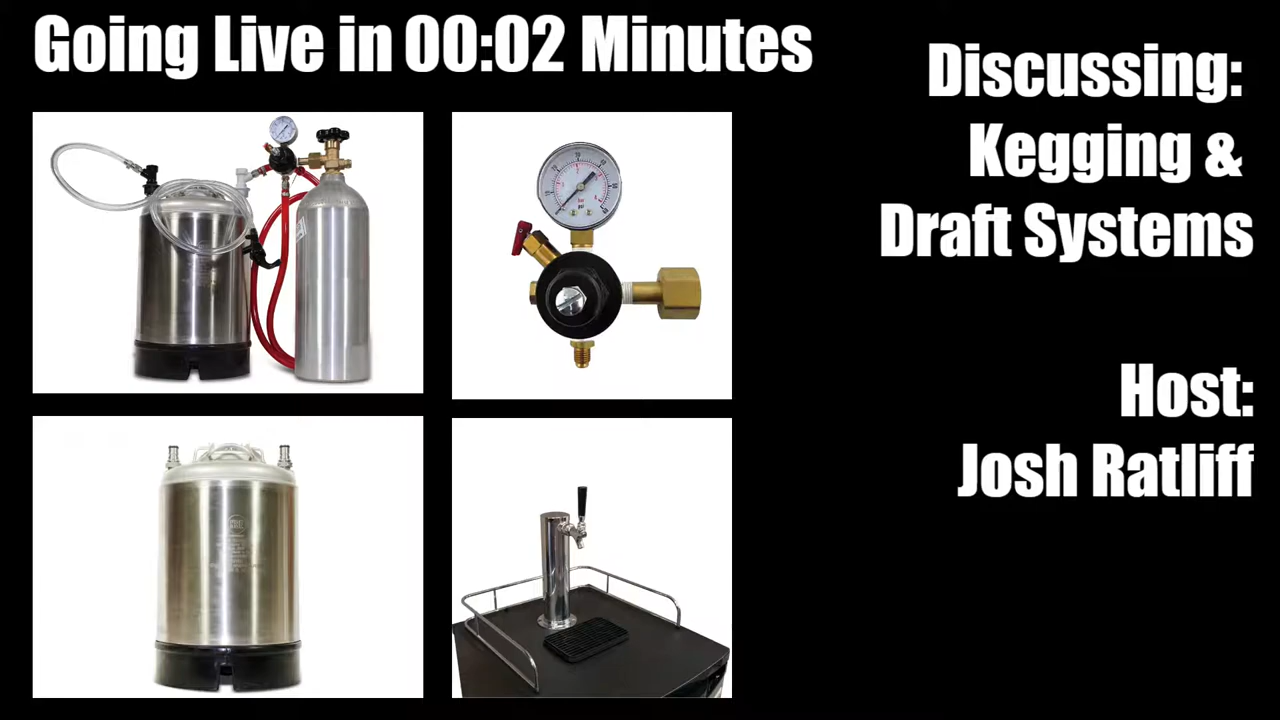 Going Live in 00:02 Minutes
Discussing:
Kegging &
Draft Systems
Host:
Josh Ratliff